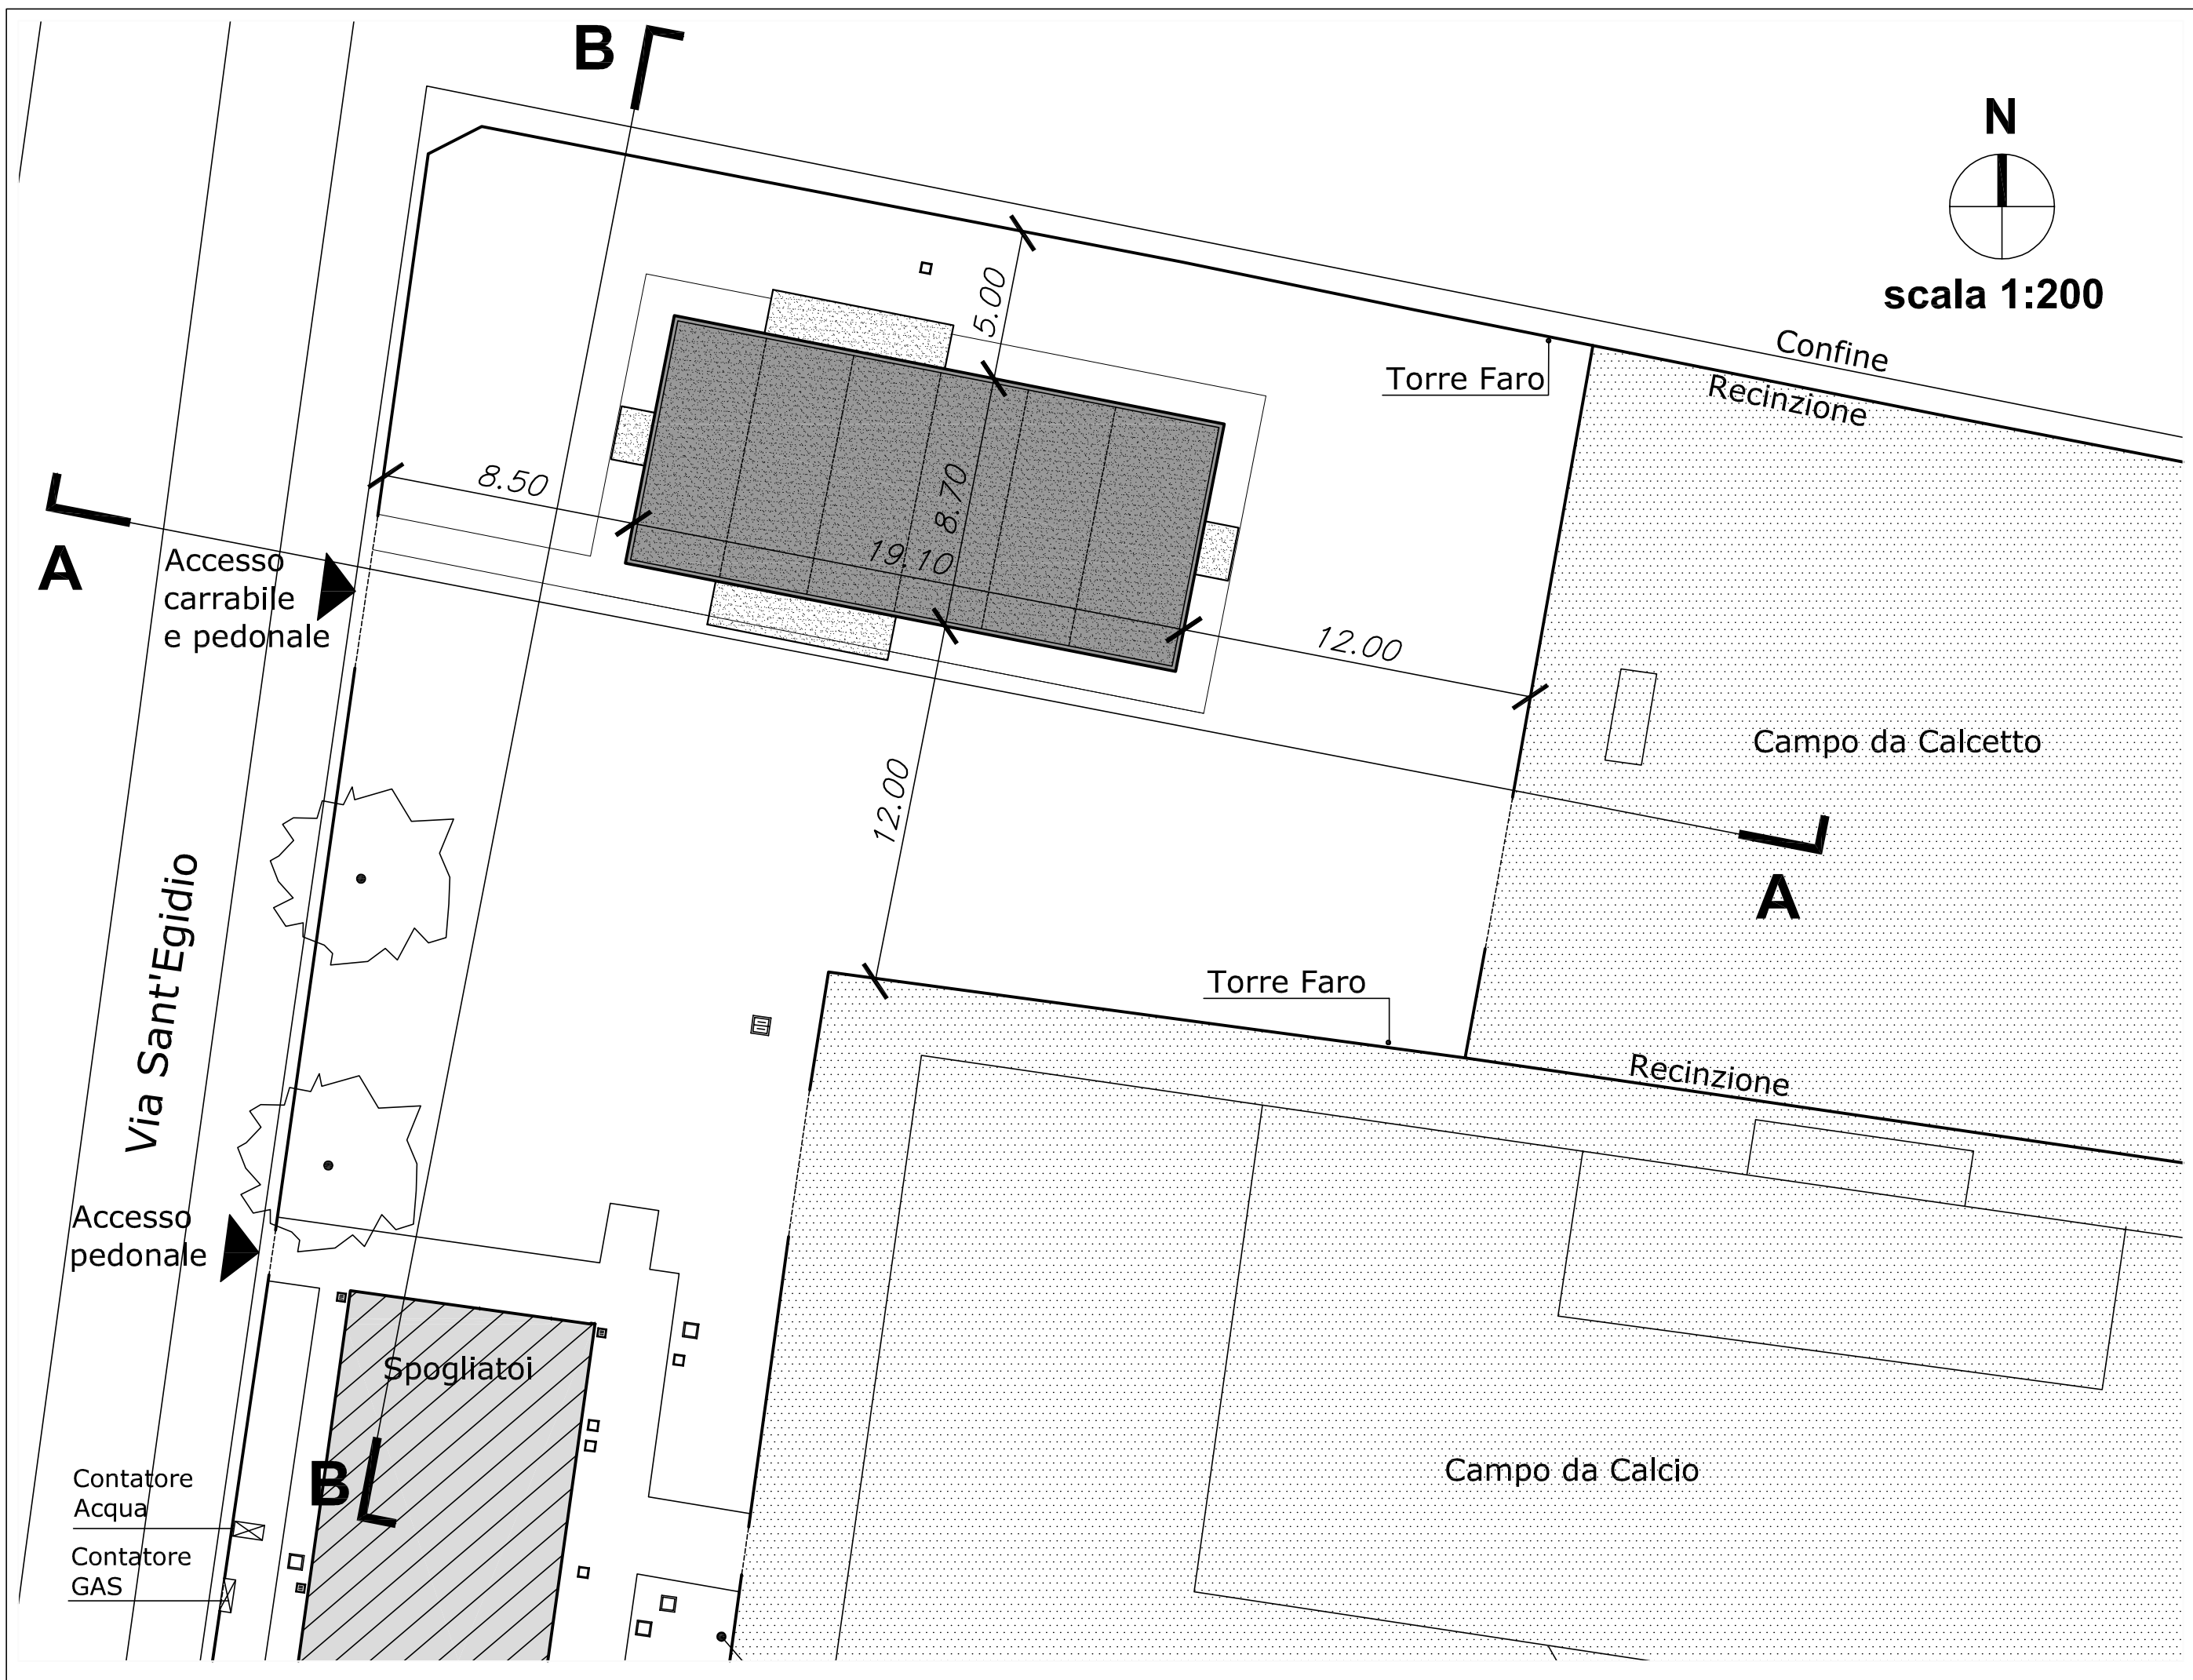 B
N
scala 1:200
Confine
Recinzione
Torre Faro
5.00
8.50
8.70
19.10
12.00
A
Accesso
carrabile
e pedonale
Campo da Calcetto
A
12.00
Via Sant'Egidio
Torre Faro
Recinzione
Accesso
pedonale
Spogliatoi
B
Campo da Calcio
Contatore
Acqua
Contatore
GAS